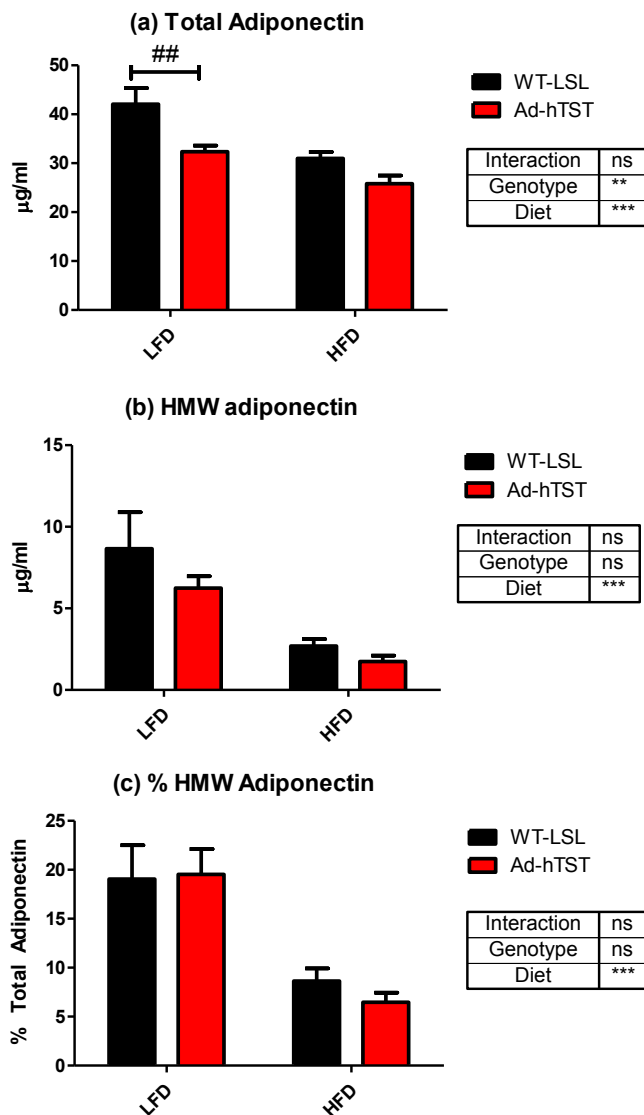 (a) Total Adiponectin
##
50
40
30
20
10
0
µg/ml
LFD
HFD
WT-LSL
Ad-hTST
Interaction ns
Genotype **
Diet ***
(b) HMW adiponectin
15
10
5
0
µg/ml
LFD
HFD
WT-LSL
Ad-hTST
Interaction ns
Genotype ns
Diet ***
(c) % HMW Adiponectin
25
20
15
10
5
0
% Total Adiponectin
LFD
HFD
WT-LSL
Ad-hTST
Interaction ns
Genotype ns
Diet ***